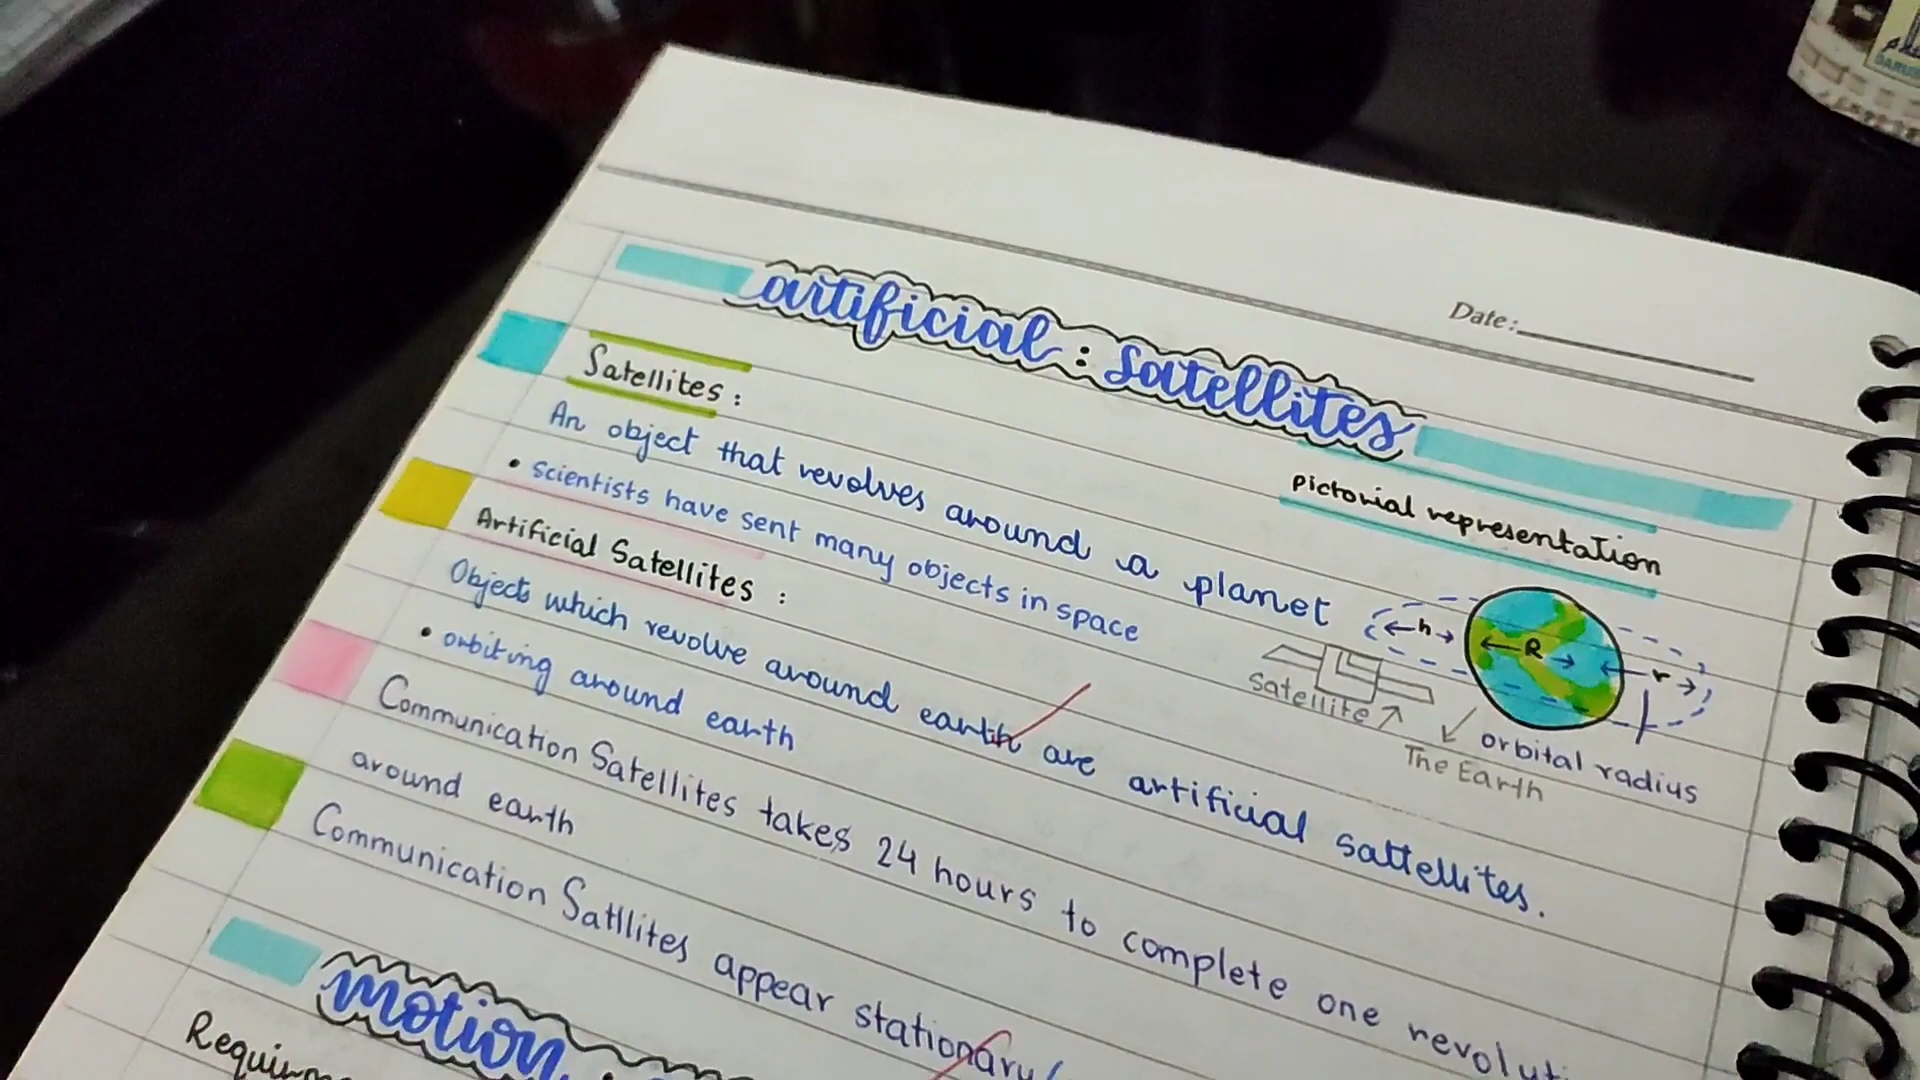 Date:
artificial : satellites
Satellites :
An object that revolves around a planet
• scientists have sent many objects in space
pictorial representation
h
R
r
Satellite
orbital radius
The Earth
Artificial Satellites :
Objects which revolve around earth are artificial sattellites.
• orbiting around earth
Communication Satellites takes 24 hours to complete one
around earth
Communication Satllites appear stationary/
motion